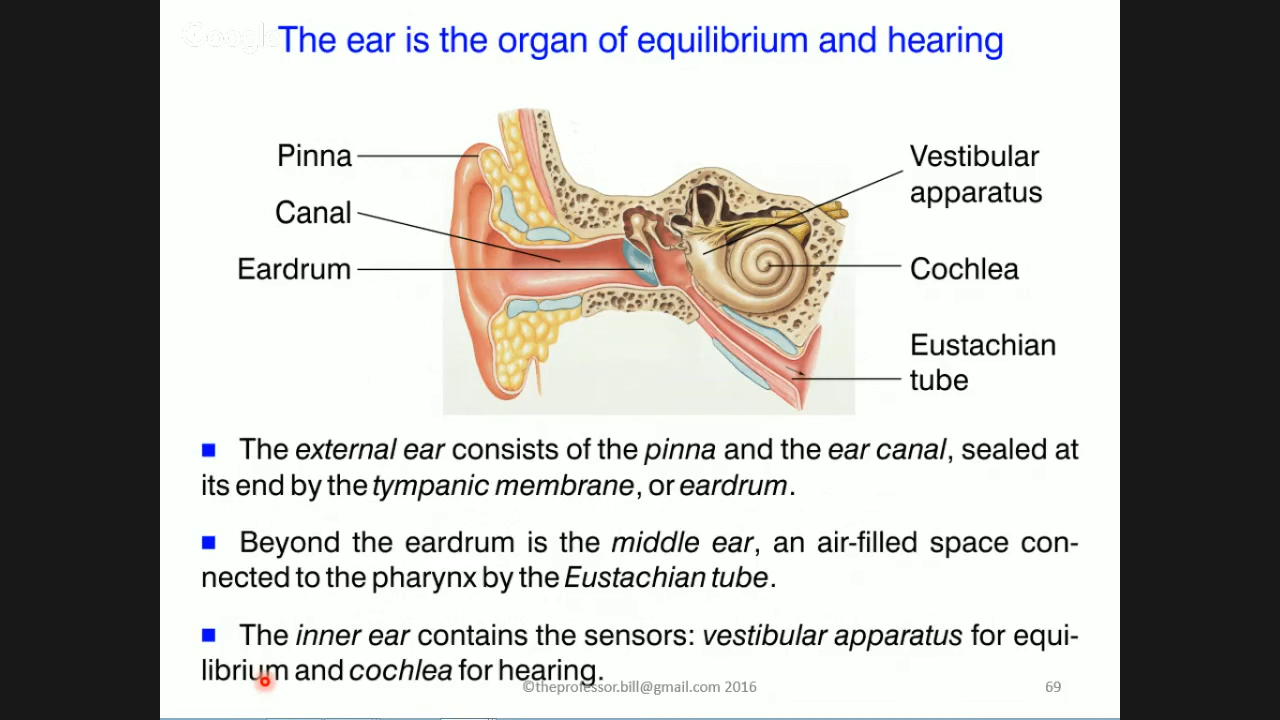 Google
The ear is the organ of equilibrium and hearing
Pinna
Canal
Eardrum
Vestibular
apparatus
Cochlea
Eustachian
tube
■ The external ear consists of the pinna and the ear canal, sealed at
its end by the tympanic membrane, or eardrum.
■ Beyond the eardrum is the middle ear, an air-filled space con-
nected to the pharynx by the Eustachian tube.
■ The inner ear contains the sensors: vestibular apparatus for equi-
librium and cochlea for hearing.
©theprofessor.bill@gmail.com 2016
69